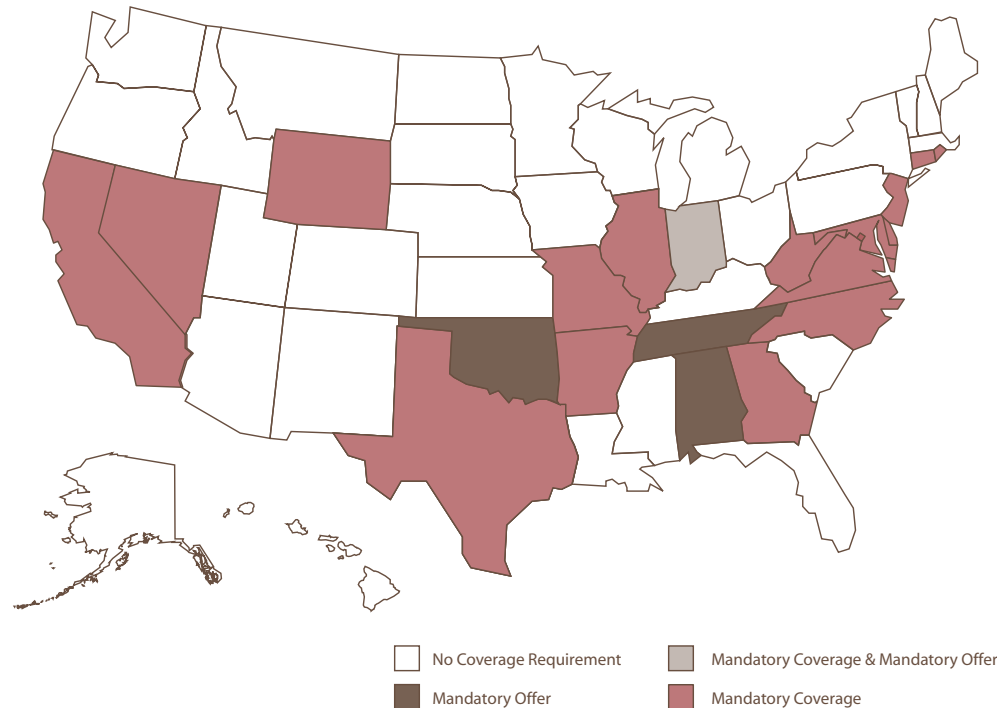 No Coverage Requirement
Mandatory Coverage & Mandatory Offer
Mandatory Offer
Mandatory Coverage